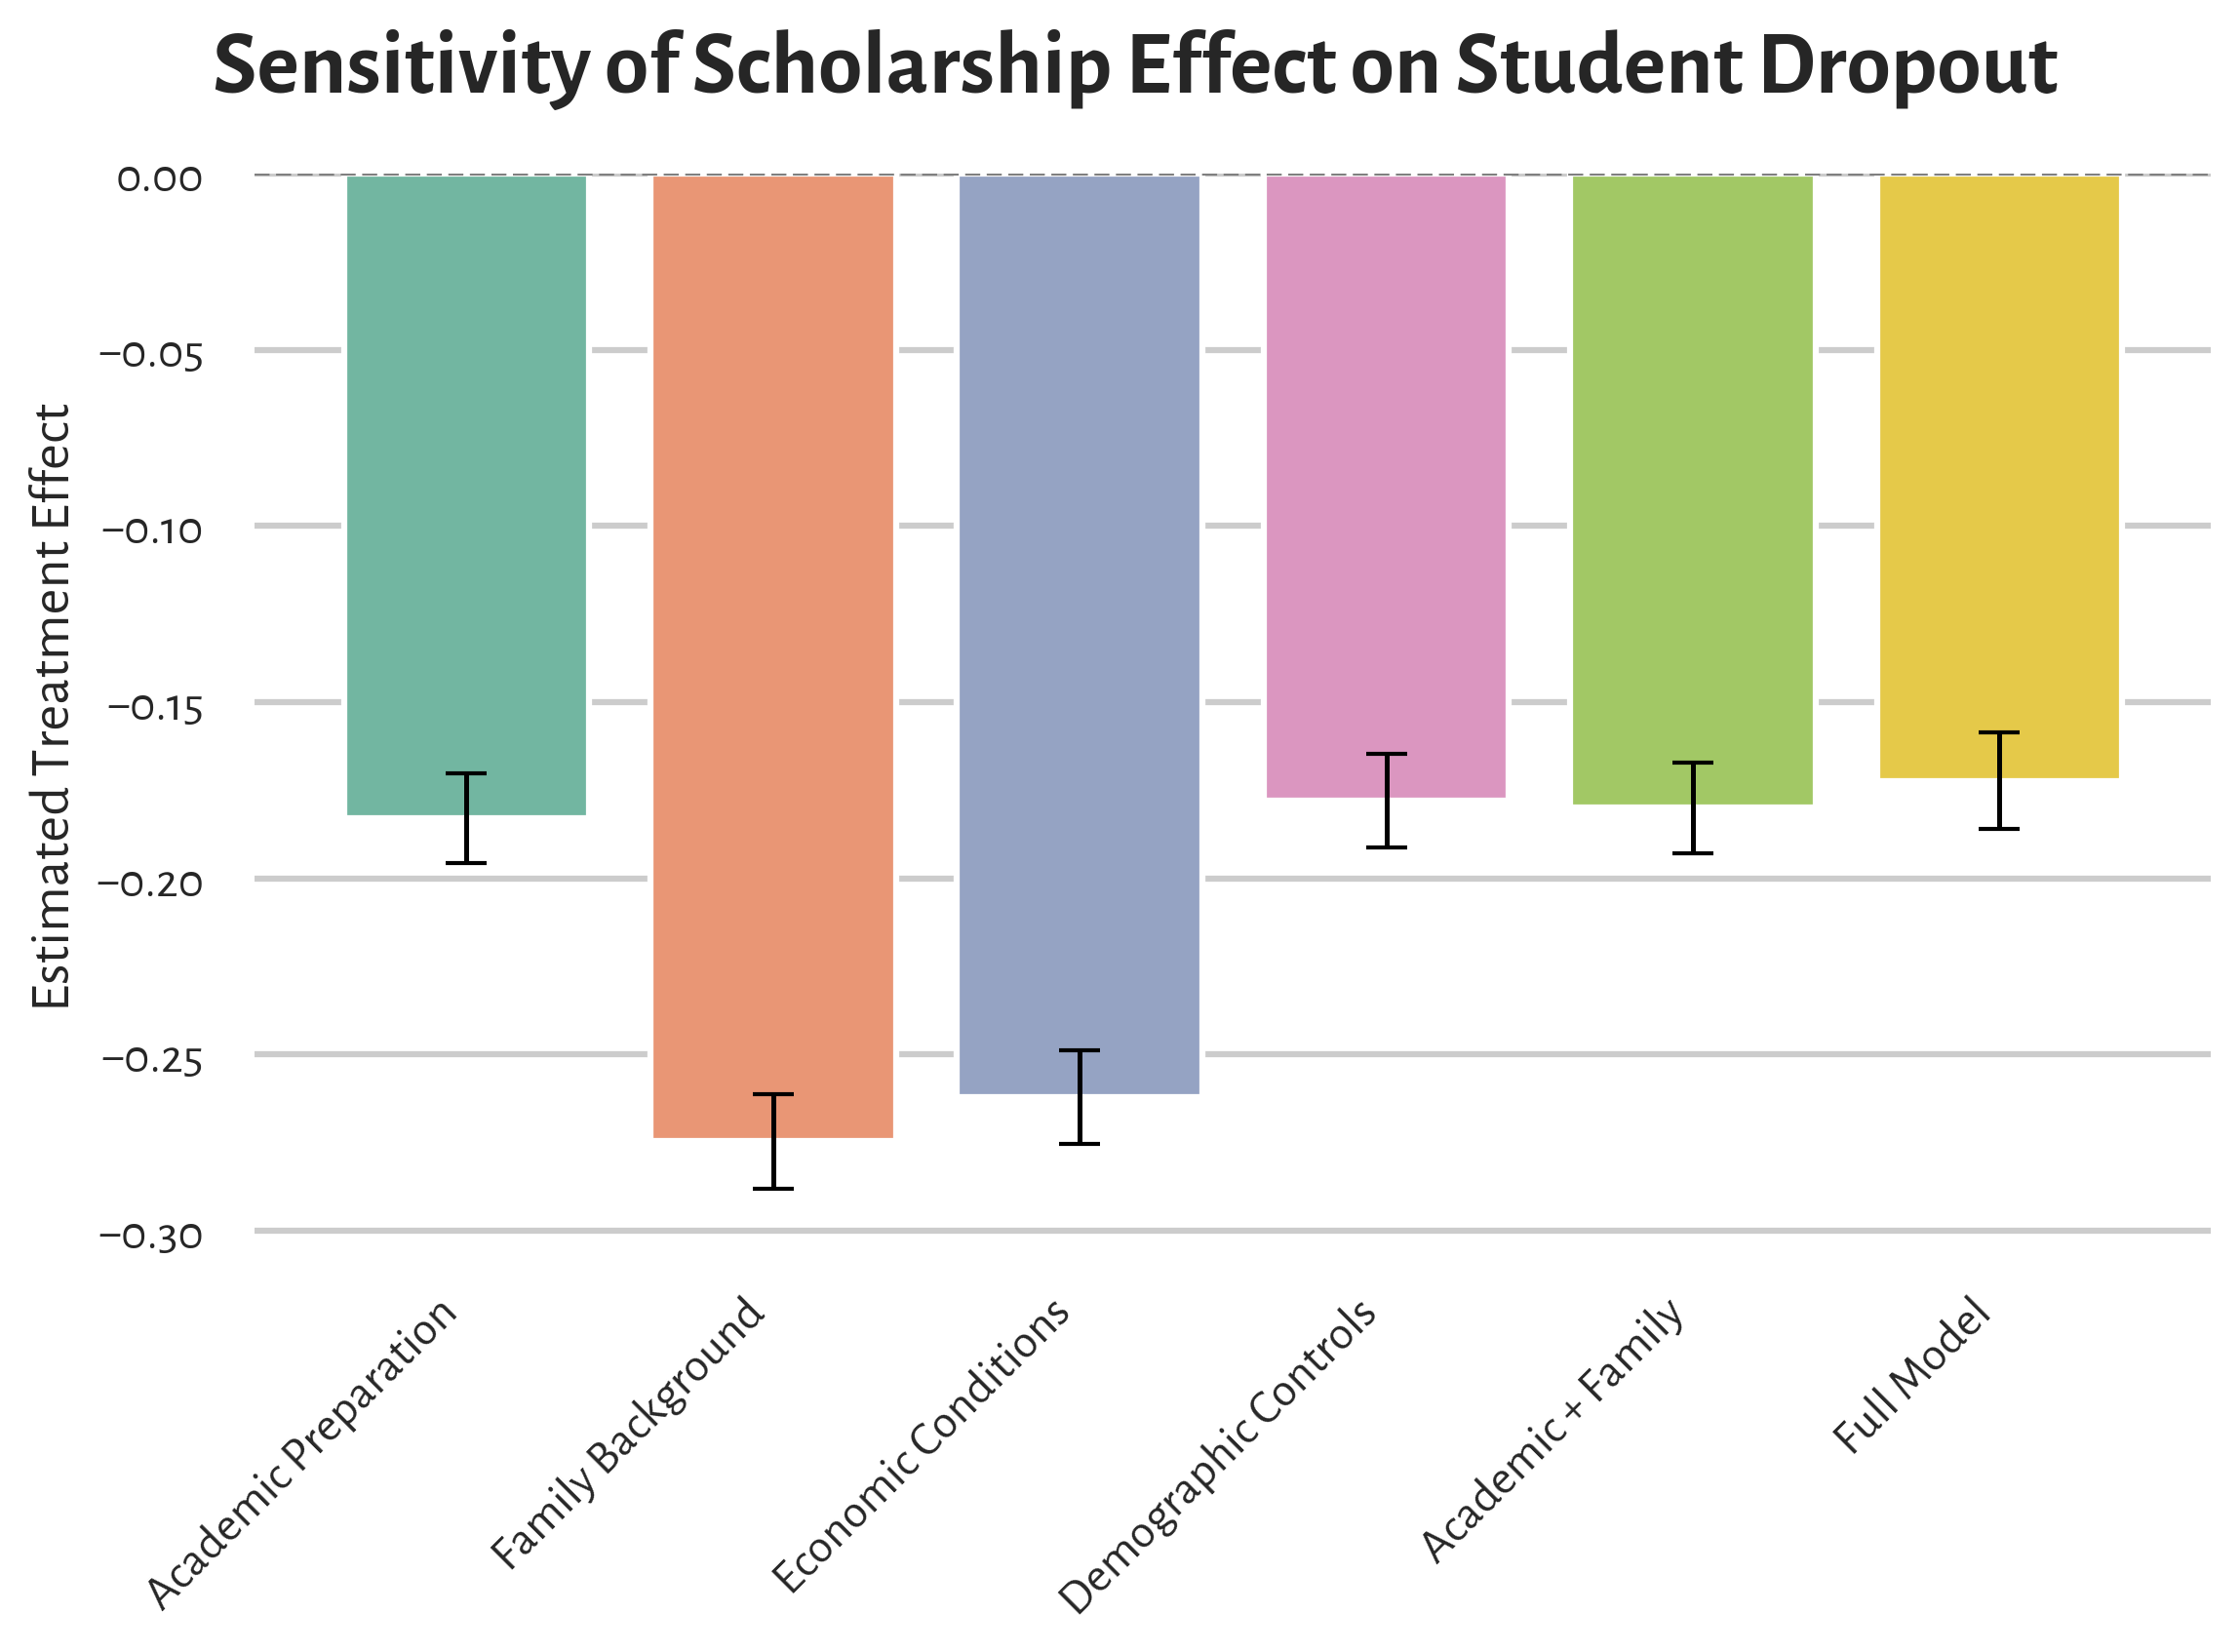 Sensitivity of Scholarship Effect on Student Dropout
Estimated Treatment Effect
0.00
−0.05
−0.10
−0.15
−0.20
−0.25
−0.30
Academic Preparation
Family Background
Economic Conditions
Demographic Controls
Academic + Family
Full Model